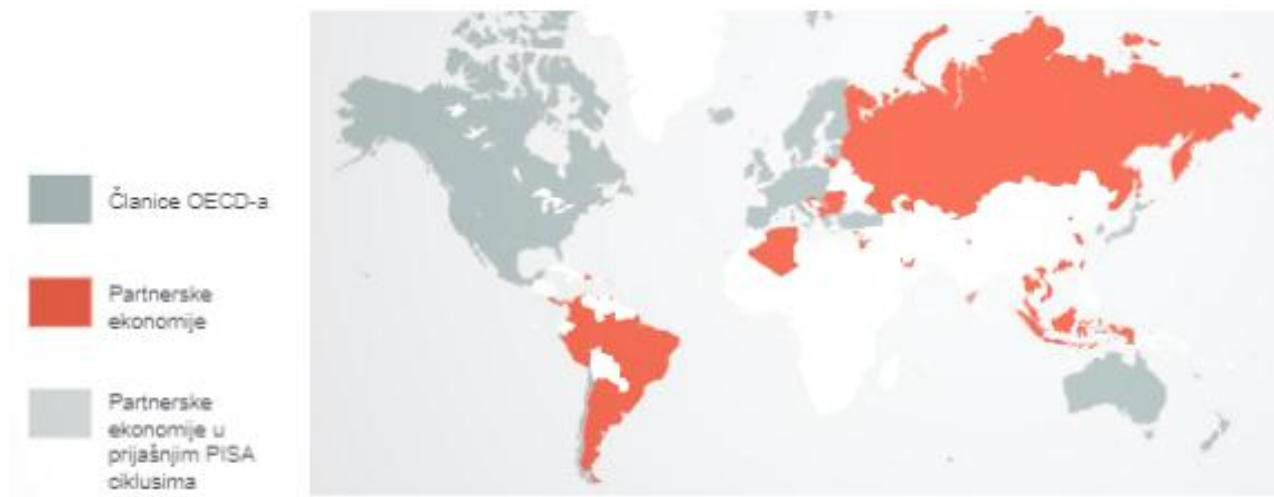 Članice OECD-a
Partnerske
ekonomije
Partnerske
ekonomije u
prijašnjim PISA
ciklusima